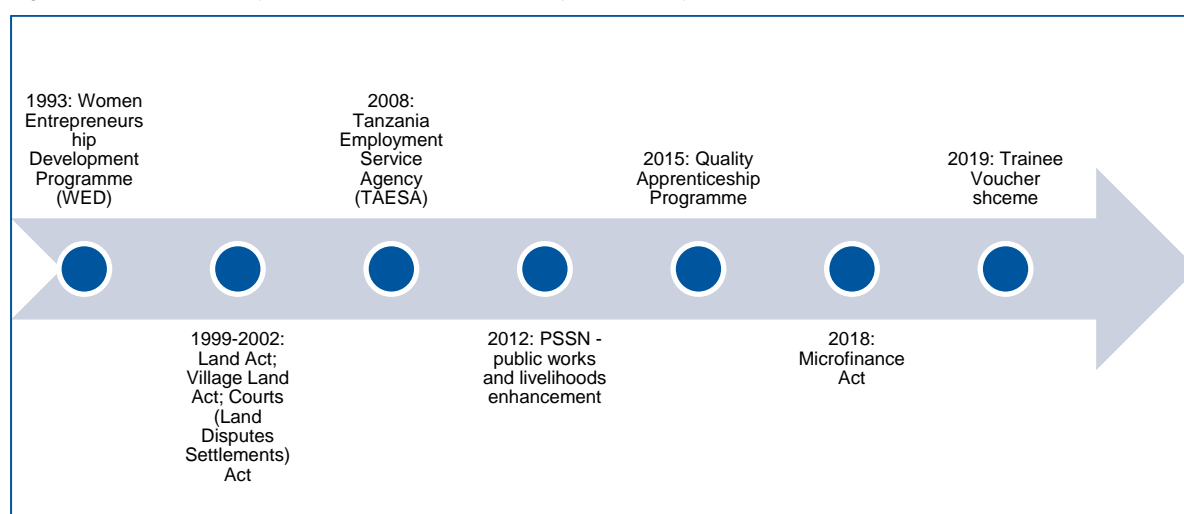 1993: Women
Entrepreneurs
hip
Development
Programme
(WED)
1999-2002:
Land Act;
Village Land
Act; Courts
(Land
Disputes
Settlements)
Act
2008:
Tanzania
Employment
Service
Agency
(TAESA)
2012: PSSN -
public works
and livelihoods
enhancement
2015: Quality
Apprenticeship
Programme
2018:
Microfinance
Act
2019: Trainee
Voucher
shceme